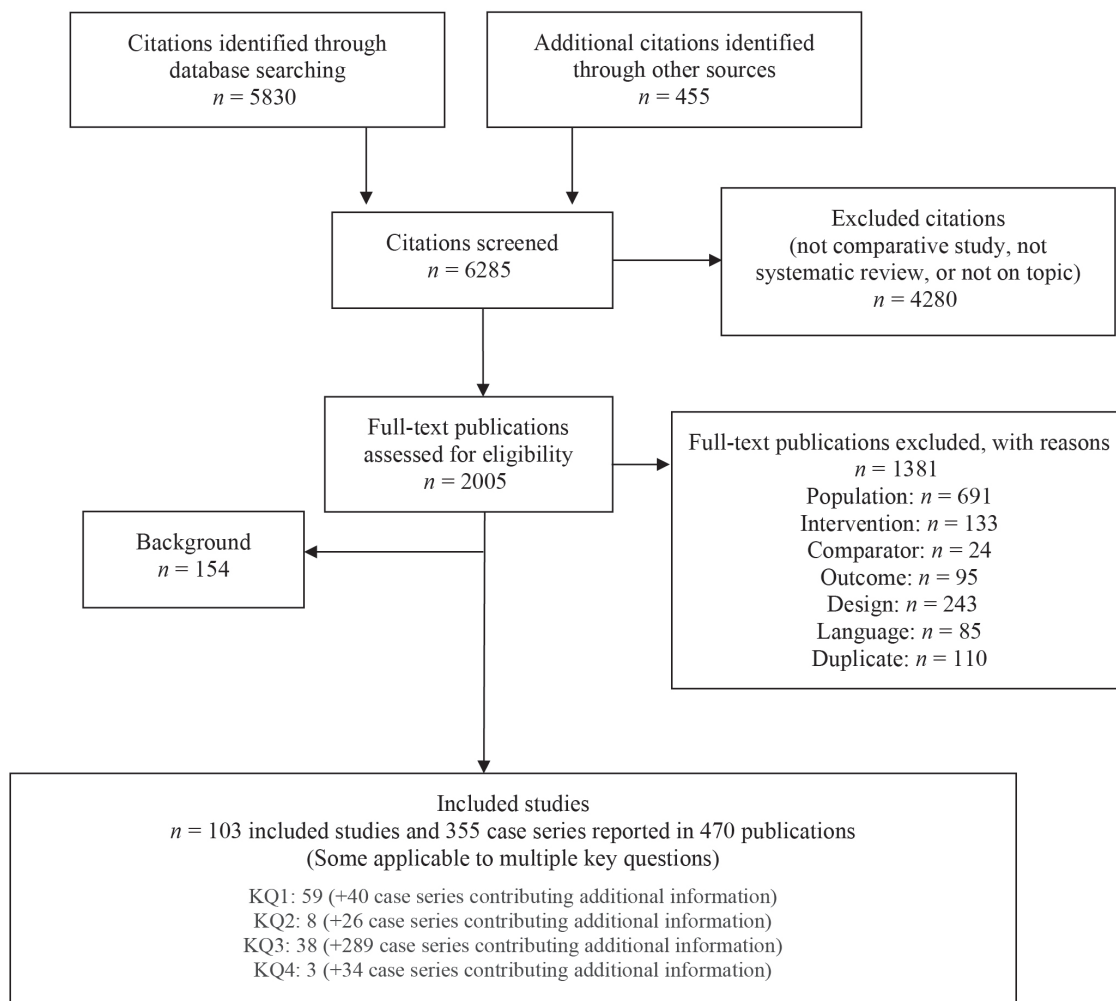 Citations identified through
database searching
n = 5830
Additional citations identified
through other sources
n = 455
Citations screened
n = 6285
Excluded citations
(not comparative study, not
systematic review, or not on topic)
n = 4280
Full-text publications
assessed for eligibility
n = 2005
Full-text publications excluded, with reasons
n = 1381
Population: n = 691
Intervention: n = 133
Comparator: n = 24
Outcome: n = 95
Design: n = 243
Language: n = 85
Duplicate: n = 110
Background
n = 154
Included studies
n = 103 included studies and 355 case series reported in 470 publications
(Some applicable to multiple key questions)
KQ1: 59 (+40 case series contributing additional information)
KQ2: 8 (+26 case series contributing additional information)
KQ3: 38 (+289 case series contributing additional information)
KQ4: 3 (+34 case series contributing additional information)